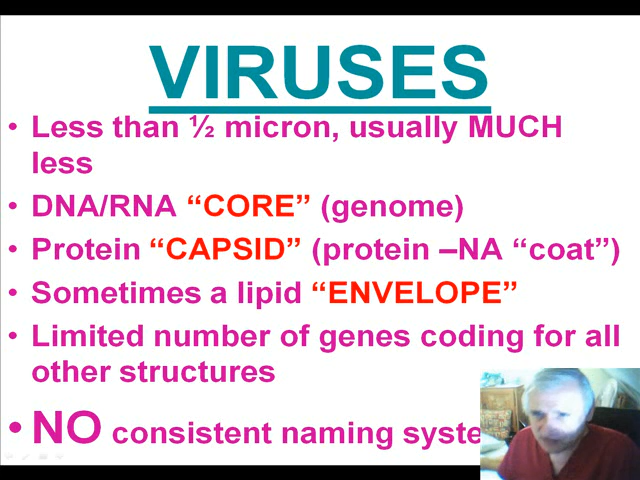 VIRUSES
• Less than ½ micron, usually MUCH
less
• DNA/RNA “CORE” (genome)
• Protein “CAPSID” (protein –NA “coat”)
• Sometimes a lipid “ENVELOPE”
• Limited number of genes coding for all
other structures
• NO consistent naming syste